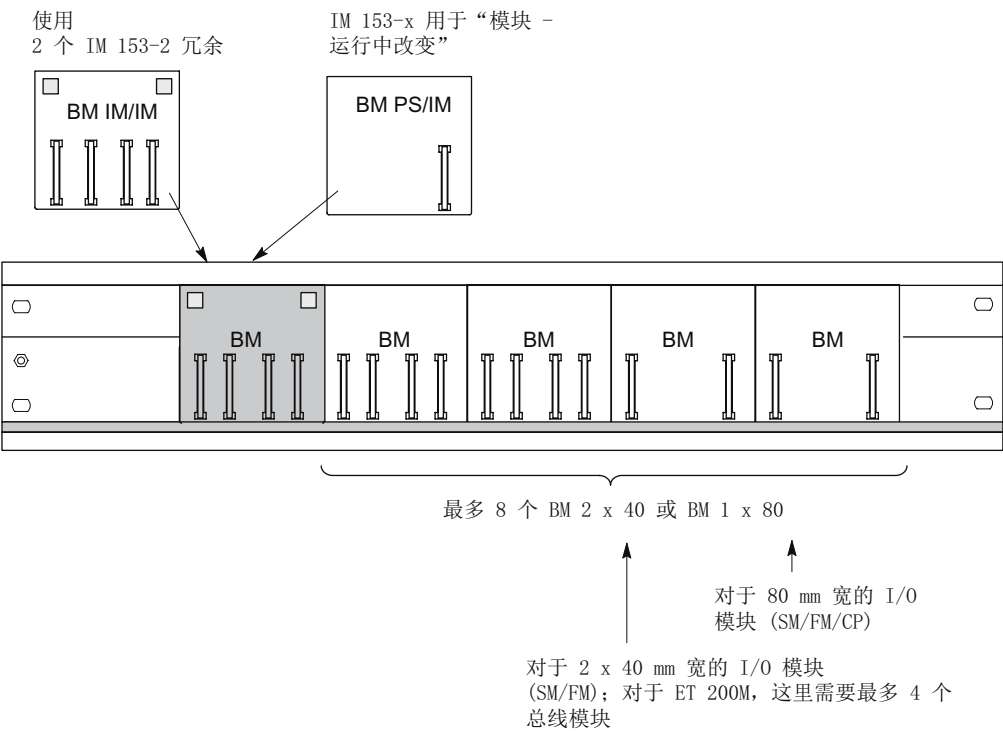 使用
2 个 IM 153-2 冗余
IM 153-x 用于“模块 -
运行中改变”
BM IM/IM
BM PS/IM
BM
BM
BM
BM
BM
最多 8 个 BM 2 x 40 或 BM 1 x 80
对于 80 mm 宽的 I/O
模块 (SM/FM/CP)
对于 2 x 40 mm 宽的 I/O 模块
(SM/FM)；对于 ET 200M，这里需要最多 4 个
总线模块